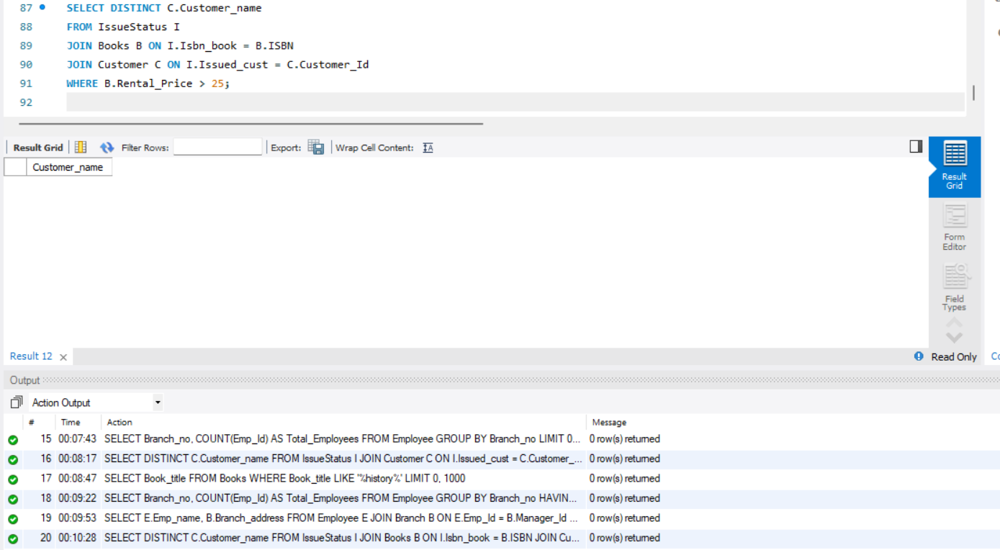 87 SELECT DISTINCT C.Customer_name
88 FROM IssueStatus I
89 JOIN Books B ON I.Isbn_book = B.ISBN
90 JOIN Customer C ON I.Issued_cust = C.Customer_Id
91 WHERE B.Rental_Price > 25;
92
Result Grid Filter Rows: Export: Wrap Cell Content:
Customer_name
Result
Grid
Form
Editor
Field
Types
Result 12 × Read Only
Output
Action Output
# Time Action Message
15 00:07:43 SELECT Branch_no, COUNT(Emp_Id) AS Total_Employees FROM Employee GROUP BY Branch_no LIMIT 0... 0 row(s) returned
16 00:08:17 SELECT DISTINCT C.Customer_name FROM IssueStatus I JOIN Customer C ON I.Issued_cust = C.Customer_... 0 row(s) returned
17 00:08:47 SELECT Book_title FROM Books WHERE Book_title LIKE '%history%' LIMIT 0, 1000 0 row(s) returned
18 00:09:22 SELECT Branch_no, COUNT(Emp_Id) AS Total_Employees FROM Employee GROUP BY Branch_no HAVIN... 0 row(s) returned
19 00:09:53 SELECT E.Emp_name, B.Branch_address FROM Employee E JOIN Branch B ON E.Emp_Id = B.Manager_Id ... 0 row(s) returned
20 00:10:28 SELECT DISTINCT C.Customer_name FROM IssueStatus I JOIN Books B ON I.Isbn_book = B.ISBN JOIN Cu... 0 row(s) returned